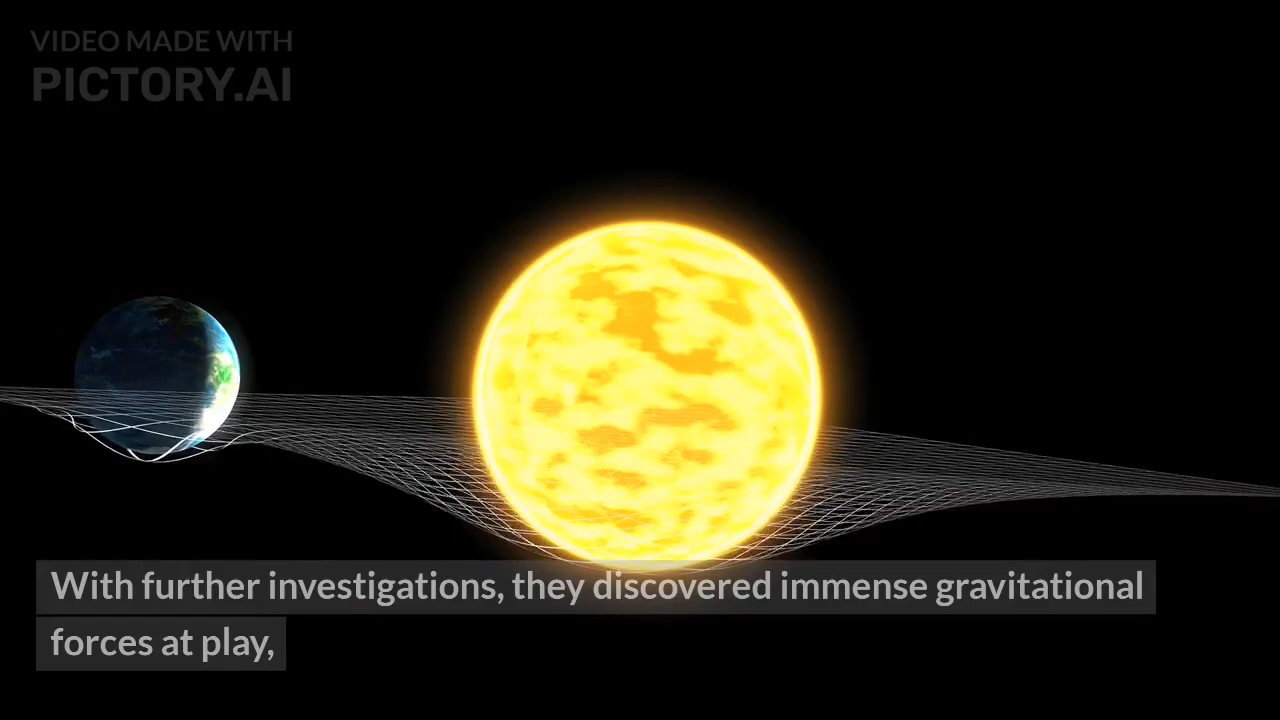 VIDEO MADE WITH
PICTORY.AI
With further investigations, they discovered immense gravitational
forces at play,